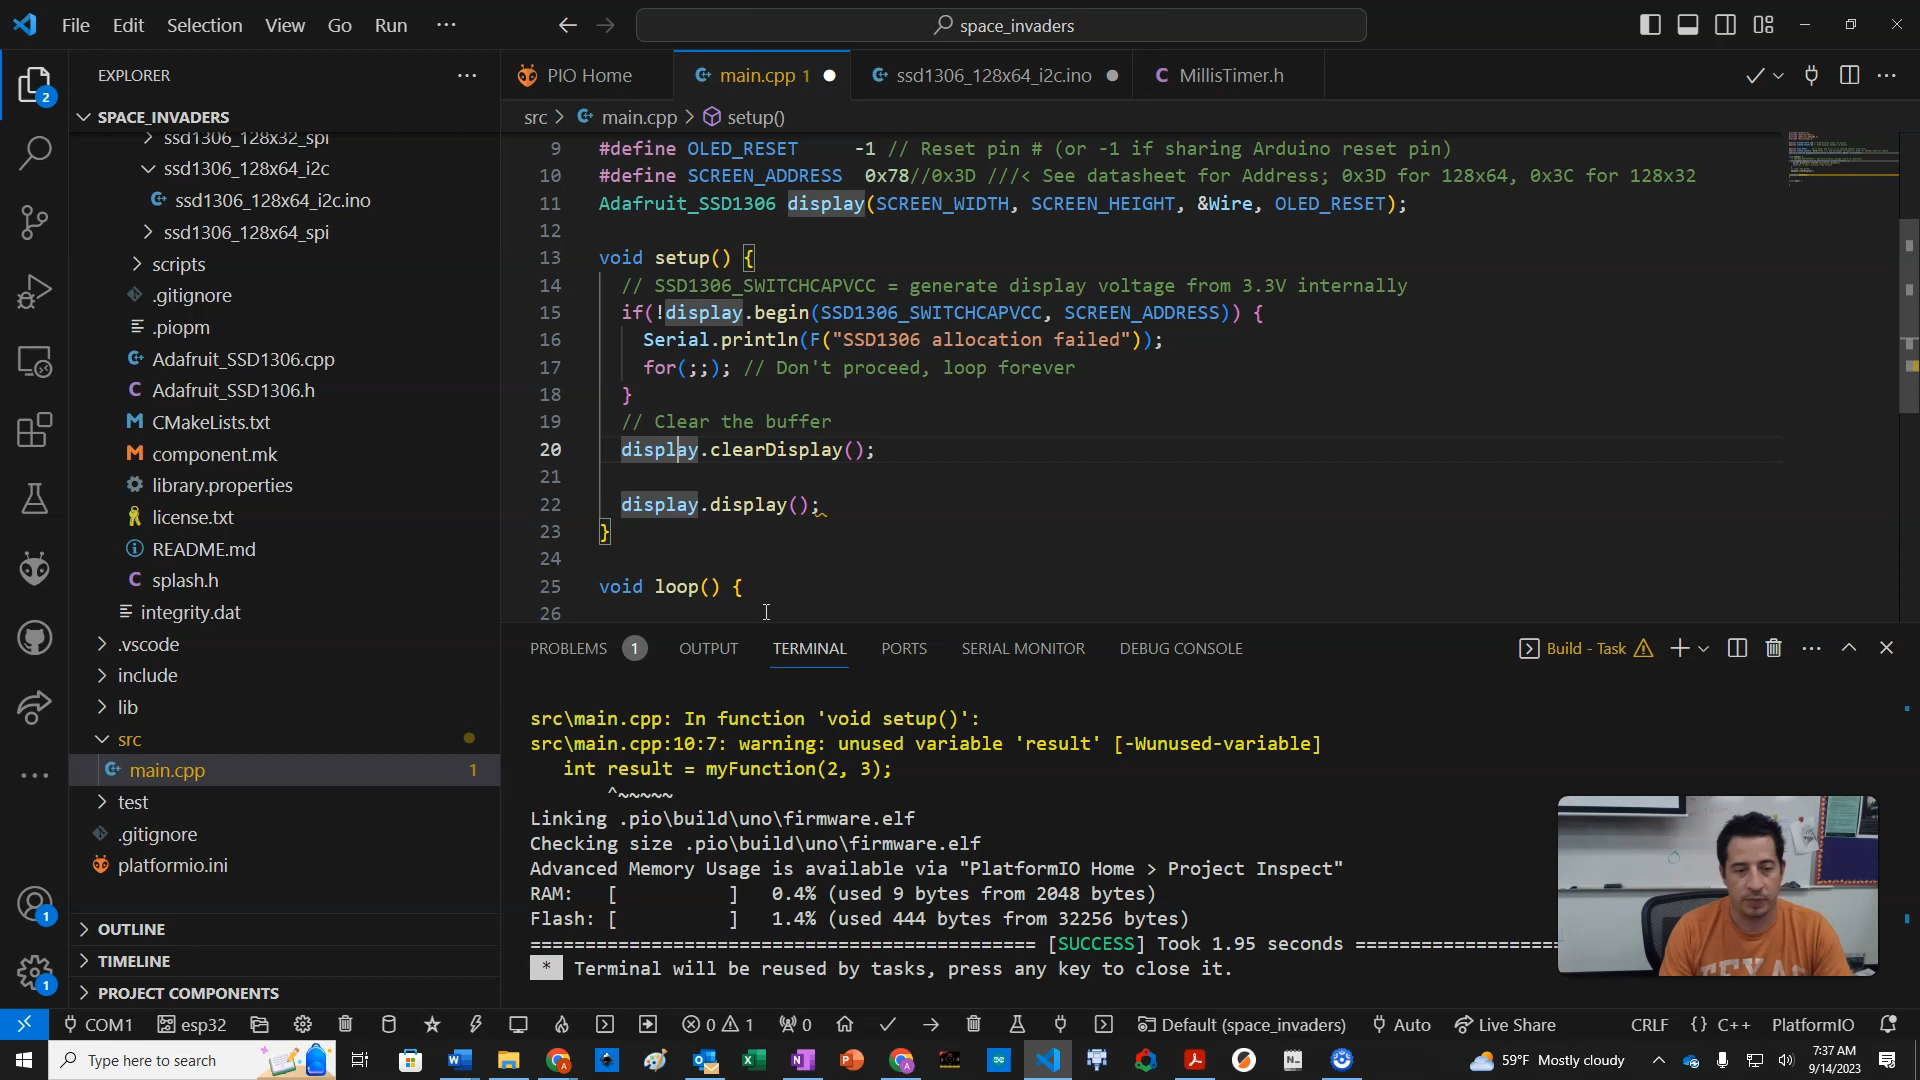 File Edit Selection View Go Run ···
space_invaders
EXPLORER
PIO Home
main.cpp 1
ssd1306_128x64_i2c.ino
MillisTimer.h
SPACE_INVADERS
src > main.cpp > setup()
ssd1306_128x32_spi
ssd1306_128x64_i2c
ssd1306_128x64_i2c.ino
ssd1306_128x64_spi
scripts
.gitignore
.piopm
Adafruit_SSD1306.cpp
Adafruit_SSD1306.h
CMakeLists.txt
component.mk
library.properties
license.txt
README.md
splash.h
integrity.dat
.vscode
include
lib
src
main.cpp 1
test
.gitignore
platformio.ini
OUTLINE
TIMELINE
PROJECT COMPONENTS
2
1
1
9 #define OLED_RESET     -1 // Reset pin # (or -1 if sharing Arduino reset pin)
10 #define SCREEN_ADDRESS  0x78//0x3D ///< See datasheet for Address; 0x3D for 128x64, 0x3C for 128x32
11 Adafruit_SSD1306 display(SCREEN_WIDTH, SCREEN_HEIGHT, &Wire, OLED_RESET);
12
13 void setup() {
14 // SSD1306_SWITCHCAPVCC = generate display voltage from 3.3V internally
15 if(!display.begin(SSD1306_SWITCHCAPVCC, SCREEN_ADDRESS)) {
16 Serial.println(F("SSD1306 allocation failed"));
17 for(;;); // Don't proceed, loop forever
18 }
19 // Clear the buffer
20 display.clearDisplay();
21
22 display.display();
23 }
24
25 void loop() {
26
PROBLEMS 1 OUTPUT TERMINAL PORTS SERIAL MONITOR DEBUG CONSOLE
Build - Task
src\main.cpp: In function 'void setup()':
src\main.cpp:10:7: warning: unused variable 'result' [-Wunused-variable]
int result = myFunction(2, 3);
^~~~~~
Linking .pio\build\uno\firmware.elf
Checking size .pio\build\uno\firmware.elf
Advanced Memory Usage is available via "PlatformIO Home > Project Inspect"
RAM:   [          ]   0.4% (used 9 bytes from 2048 bytes)
Flash: [          ]   1.4% (used 444 bytes from 32256 bytes)
============================================== [SUCCESS] Took 1.95 seconds ===================
* Terminal will be reused by tasks, press any key to close it.
TEXAS
COM1 esp32 0 1 0 Default (space_invaders) Auto Live Share CRLF {} C++ PlatformIO
Type here to search
59°F Mostly cloudy
7:37 AM
9/14/2023